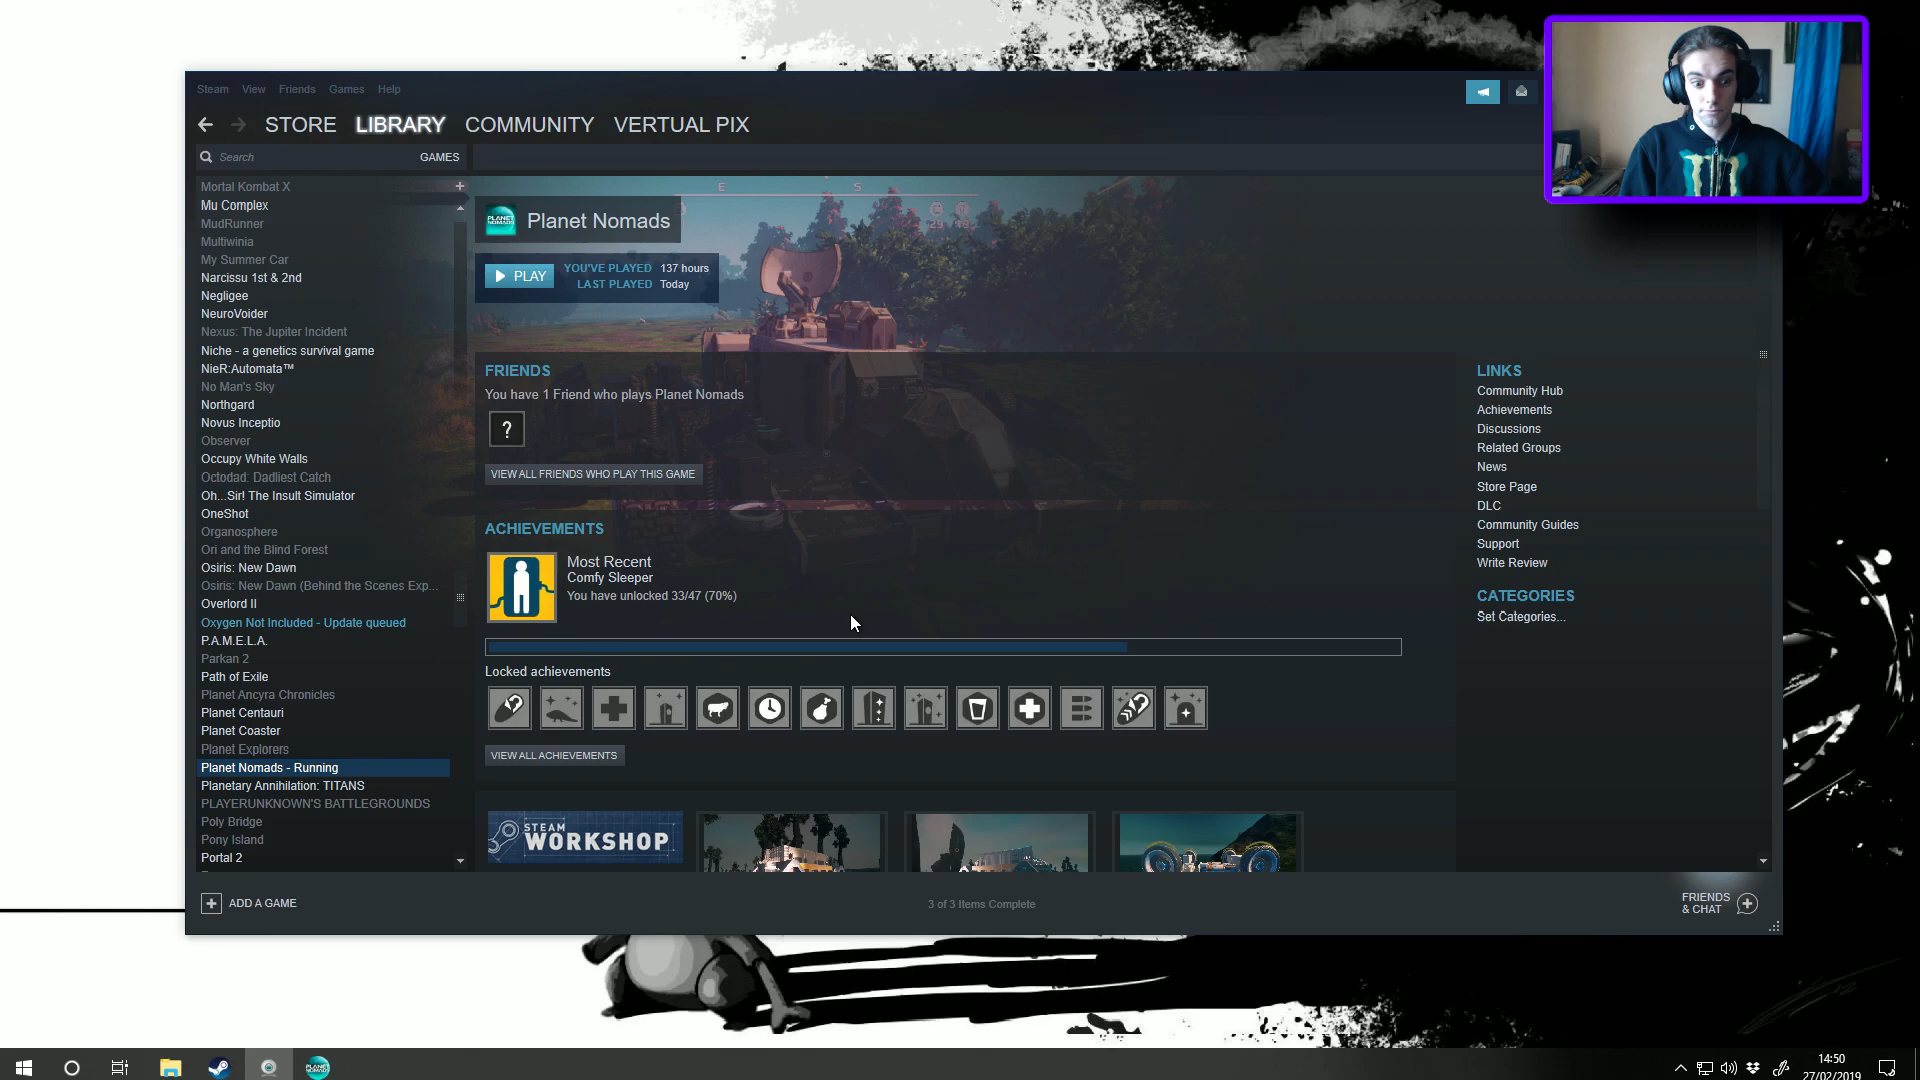 Steam View Friends Games Help
STORE LIBRARY COMMUNITY VERTUAL PIX
Search GAMES
Mortal Kombat X
Mu Complex
MudRunner
Multiwinia
My Summer Car
Narcissu 1st & 2nd
Negligee
NeuroVoider
Nexus: The Jupiter Incident
Niche - a genetics survival game
NieR:Automata™
No Man's Sky
Northgard
Novus Inceptio
Observer
Occupy White Walls
Octodad: Dadliest Catch
Oh...Sir! The Insult Simulator
OneShot
Organosphere
Ori and the Blind Forest
Osiris: New Dawn
Osiris: New Dawn (Behind the Scenes Exp...
Overlord II
Oxygen Not Included - Update queued
P.A.M.E.L.A.
Parkan 2
Path of Exile
Planet Ancyra Chronicles
Planet Centauri
Planet Coaster
Planet Explorers
Planet Nomads - Running
Planetary Annihilation: TITANS
PLAYERUNKNOWN'S BATTLEGROUNDS
Poly Bridge
Pony Island
Portal 2
E S
PLANET NOMADS
Planet Nomads
PLAY
YOU'VE PLAYED 137 hours
LAST PLAYED Today
FRIENDS
You have 1 Friend who plays Planet Nomads
?
VIEW ALL FRIENDS WHO PLAY THIS GAME
ACHIEVEMENTS
Most Recent
Comfy Sleeper
You have unlocked 33/47 (70%)
Locked achievements
VIEW ALL ACHIEVEMENTS
STEAM
WORKSHOP
LINKS
Community Hub
Achievements
Discussions
Related Groups
News
Store Page
DLC
Community Guides
Support
Write Review
CATEGORIES
Set Categories...
ADD A GAME
3 of 3 Items Complete
FRIENDS
& CHAT
PLANET NOMADS
14:50
27/02/2019